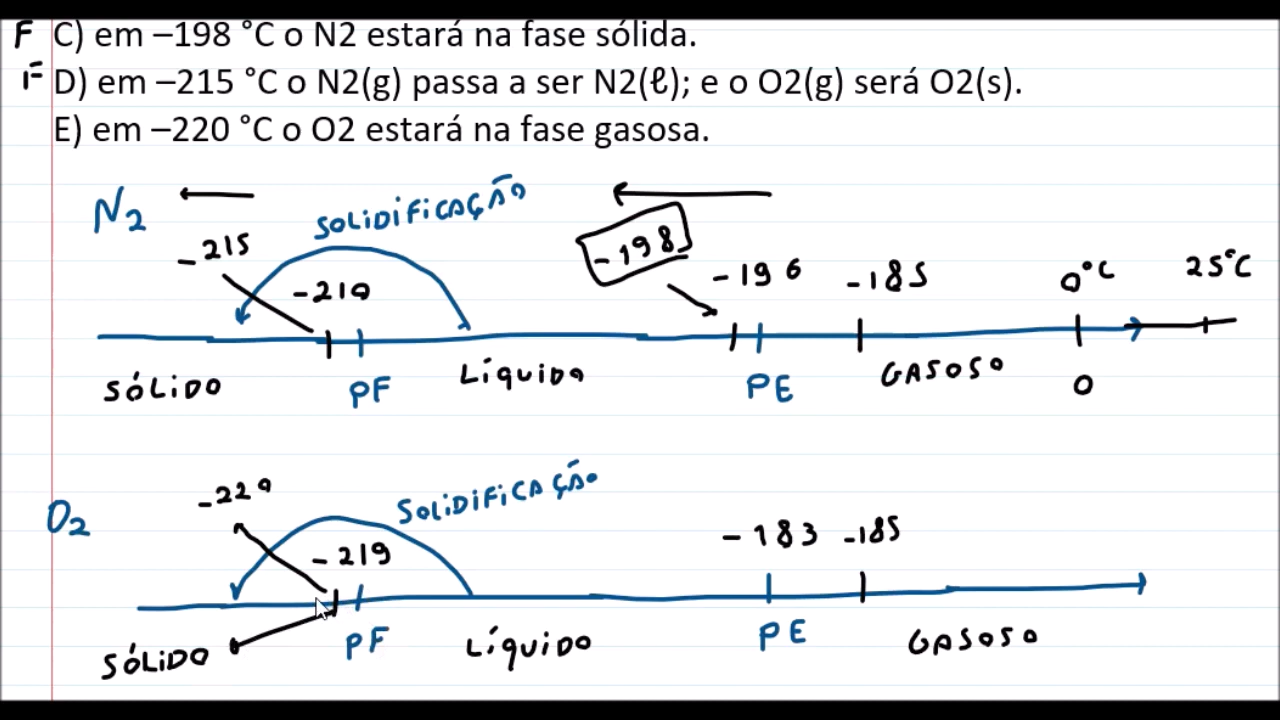 F C) em –198 °C o N2 estará na fase sólida.
F D) em –215 °C o N2(g) passa a ser N2(ℓ); e o O2(g) será O2(s).
E) em –220 °C o O2 estará na fase gasosa.
N2 SOLIDIFICAÇÃO
-215 -210 -198 -196 -185 0°C 25°C
SÓLIDO PF LÍQUIDO PE GASOSO 0
O2 -220 SOLIDIFICAÇÃO
-219 -183 -185
SÓLIDO PF LÍQUIDO PE GASOSO